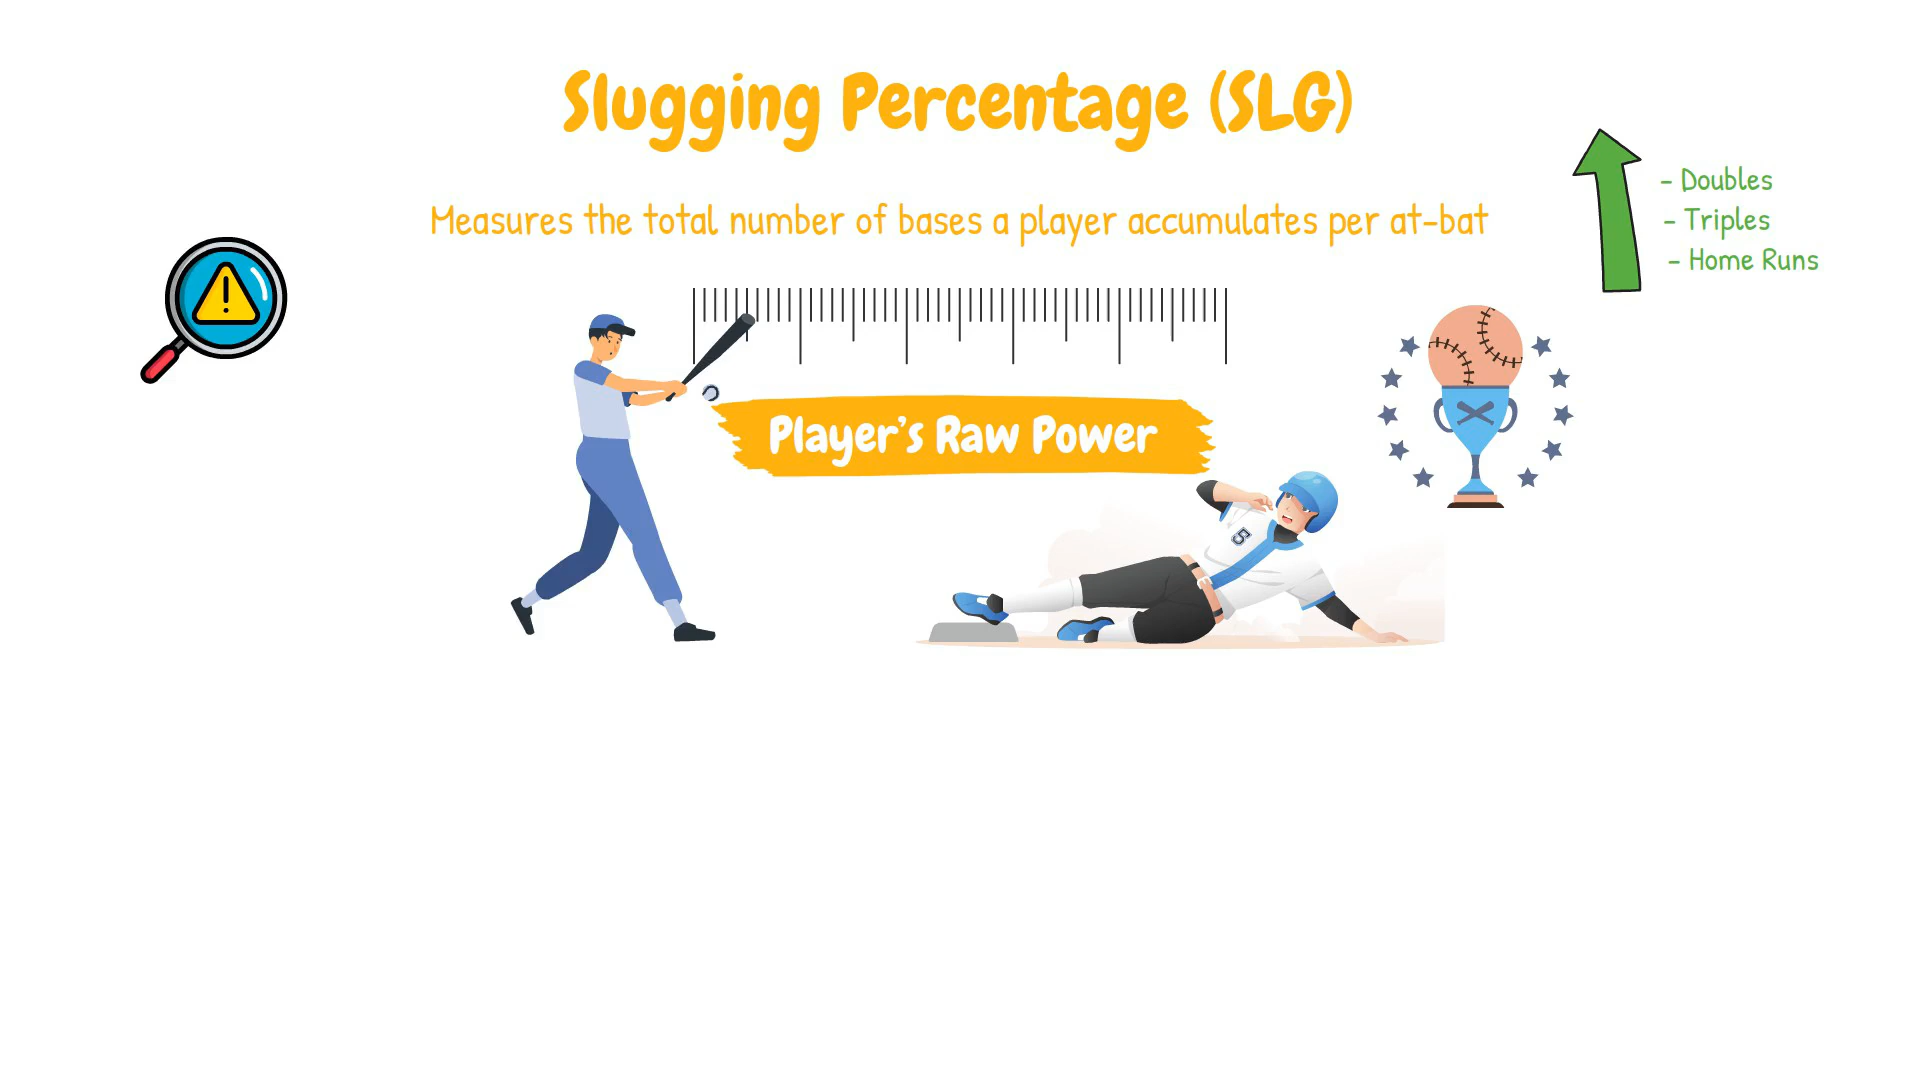 Slugging Percentage (SLG)
Measures the total number of bases a player accumulates per at-bat
- Doubles
- Triples
- Home Runs
Player's Raw Power
5